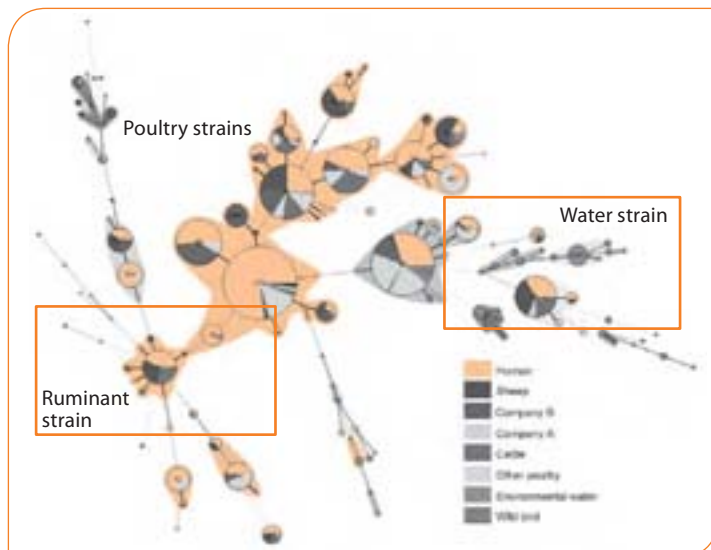 Poultry strains
Water strain
Ruminant
strain
Human
Sheep
Company B
Company A
Cattle
Other poultry
Environmental water
Wild bird